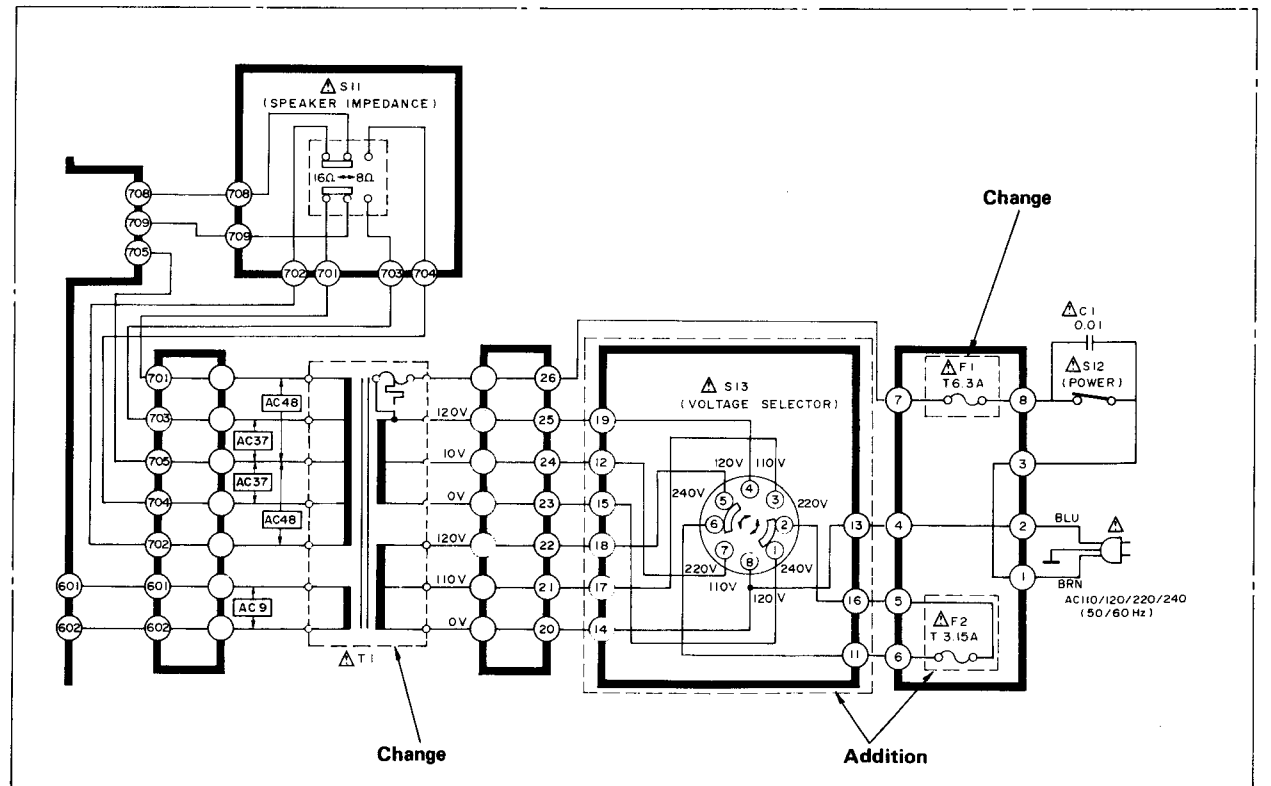 ⚠ S11
(SPEAKER IMPEDANCE)
16Ω ↔ 8Ω
708
709
705
708
709
702
701
703
704
Change
⚠ C1
0.01
⚠ S12
(POWER)
⚠ F1
T6.3A
7
8
3
701
703
705
704
702
601
602
601
602
AC48
AC37
AC37
AC48
AC9
⚠ T1
120V
10V
0V
120V
110V
0V
26
25
24
23
22
21
20
⚠ S13
(VOLTAGE SELECTOR)
19
12
15
18
17
14
120V
110V
240V
220V
220V
240V
110V
120V
4
5
3
6
2
7
1
8
13
16
11
4
5
6
2
1
BLU
BRN
⚠
AC110/120/220/240
(50/60Hz)
⚠ F2
T 3.15A
Change
Addition